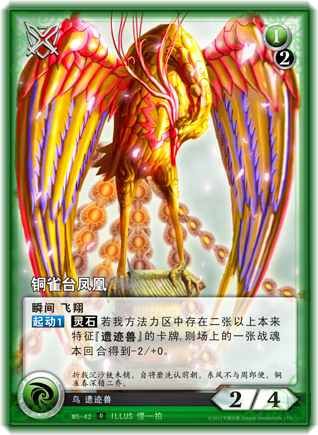 1
2
铜雀台凤凰
瞬间 飞翔
起动1 灵石 若我方法力区中存在二张以上本来
特征『遗迹兽』的卡牌,则场上的一张战魂
本回合得到-2/+0。
折戟沉沙铁未销，自将磨洗认前朝。东风不与周郎便，铜
雀春深锁二乔。
鸟 遗迹兽
2 / 4
M5-42 R ILLUS 慢一拍